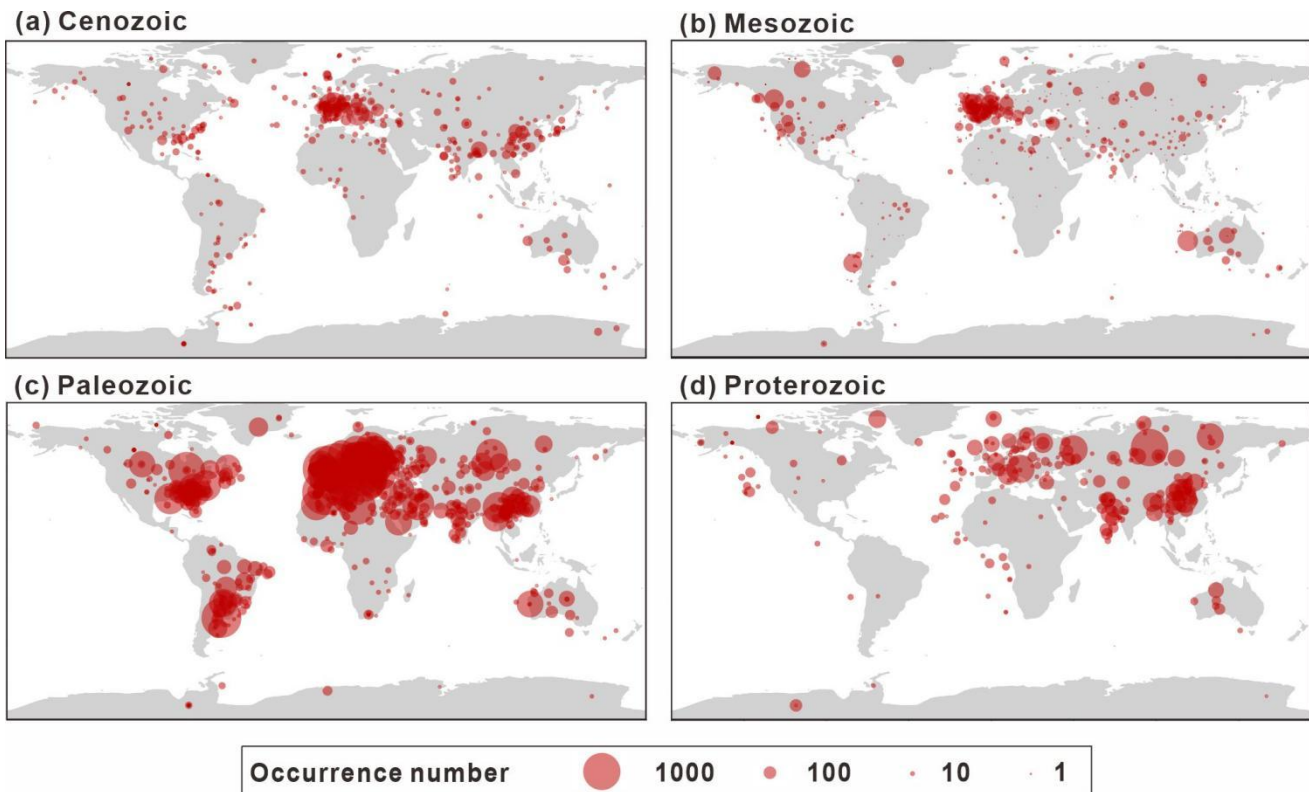 (a) Cenozoic
(b) Mesozoic
(c) Paleozoic
(d) Proterozoic
Occurrence number 1000 100 10 1